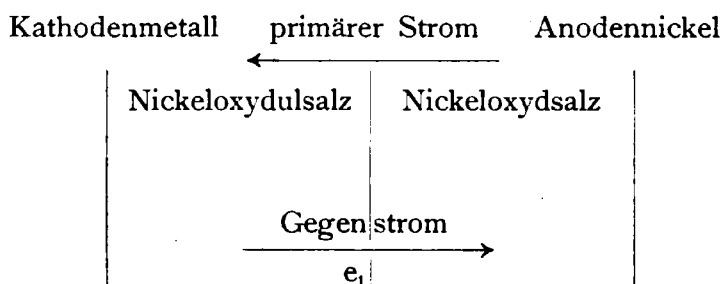 Kathodenmetall primärer Strom Anodennickel
Nickeloxydulsalz Nickeloxydsalz
Gegenstrom
e₁